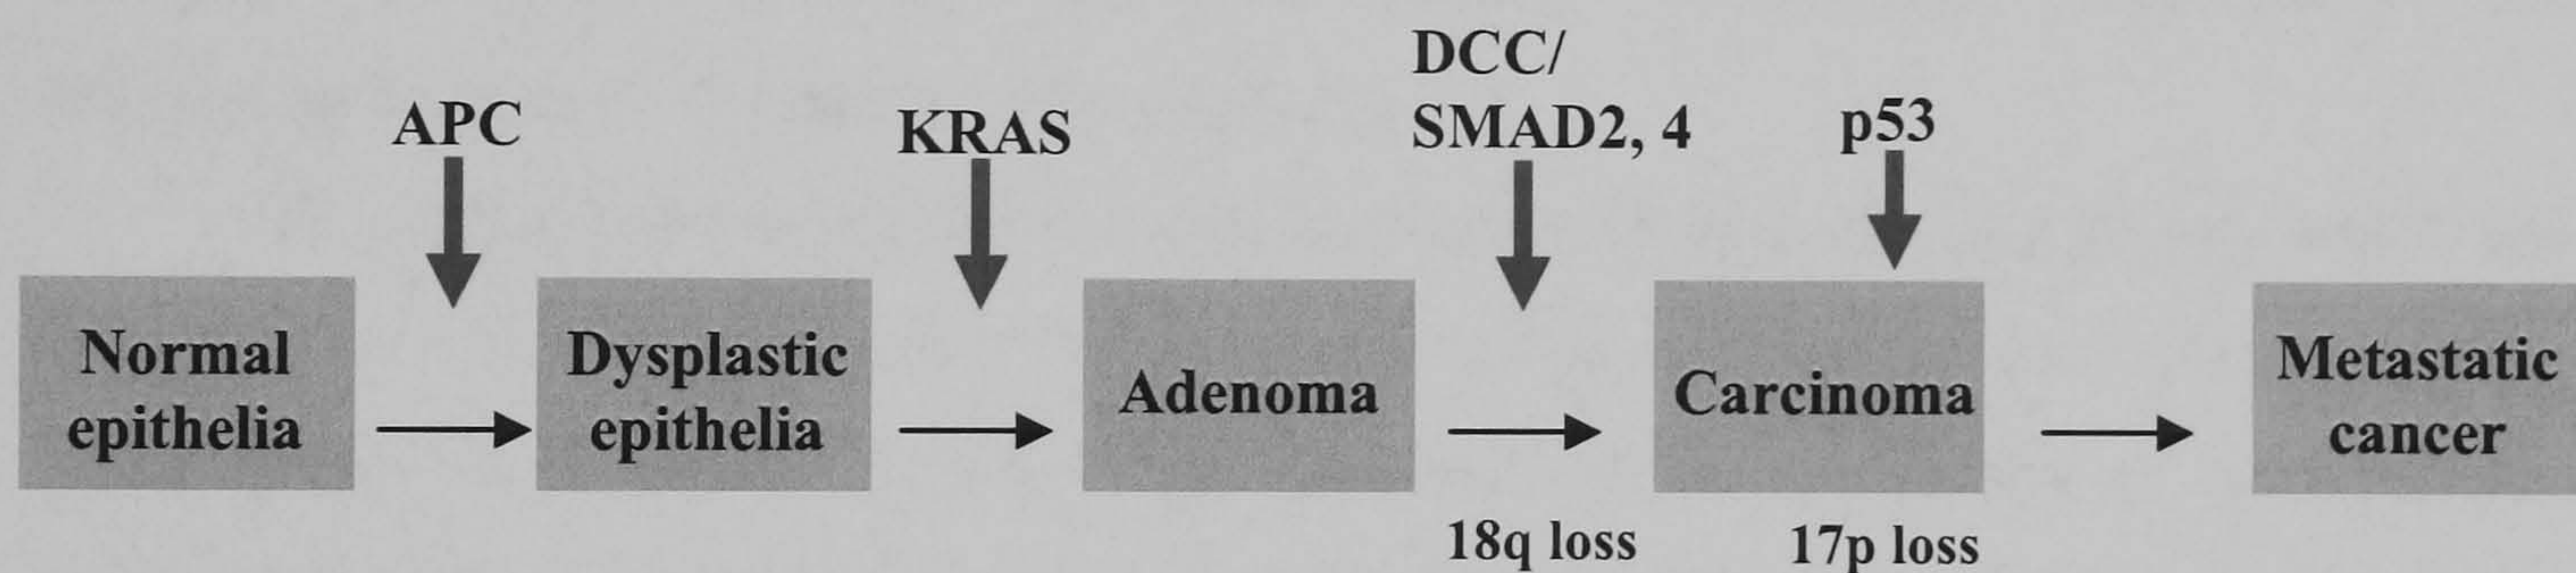 DCC/
APC
KRAS
SMAD2, 4
p53
Normal
epithelia
Dysplastic
epithelia
Adenoma
Carcinoma
Metastatic
cancer
18q loss
17p loss